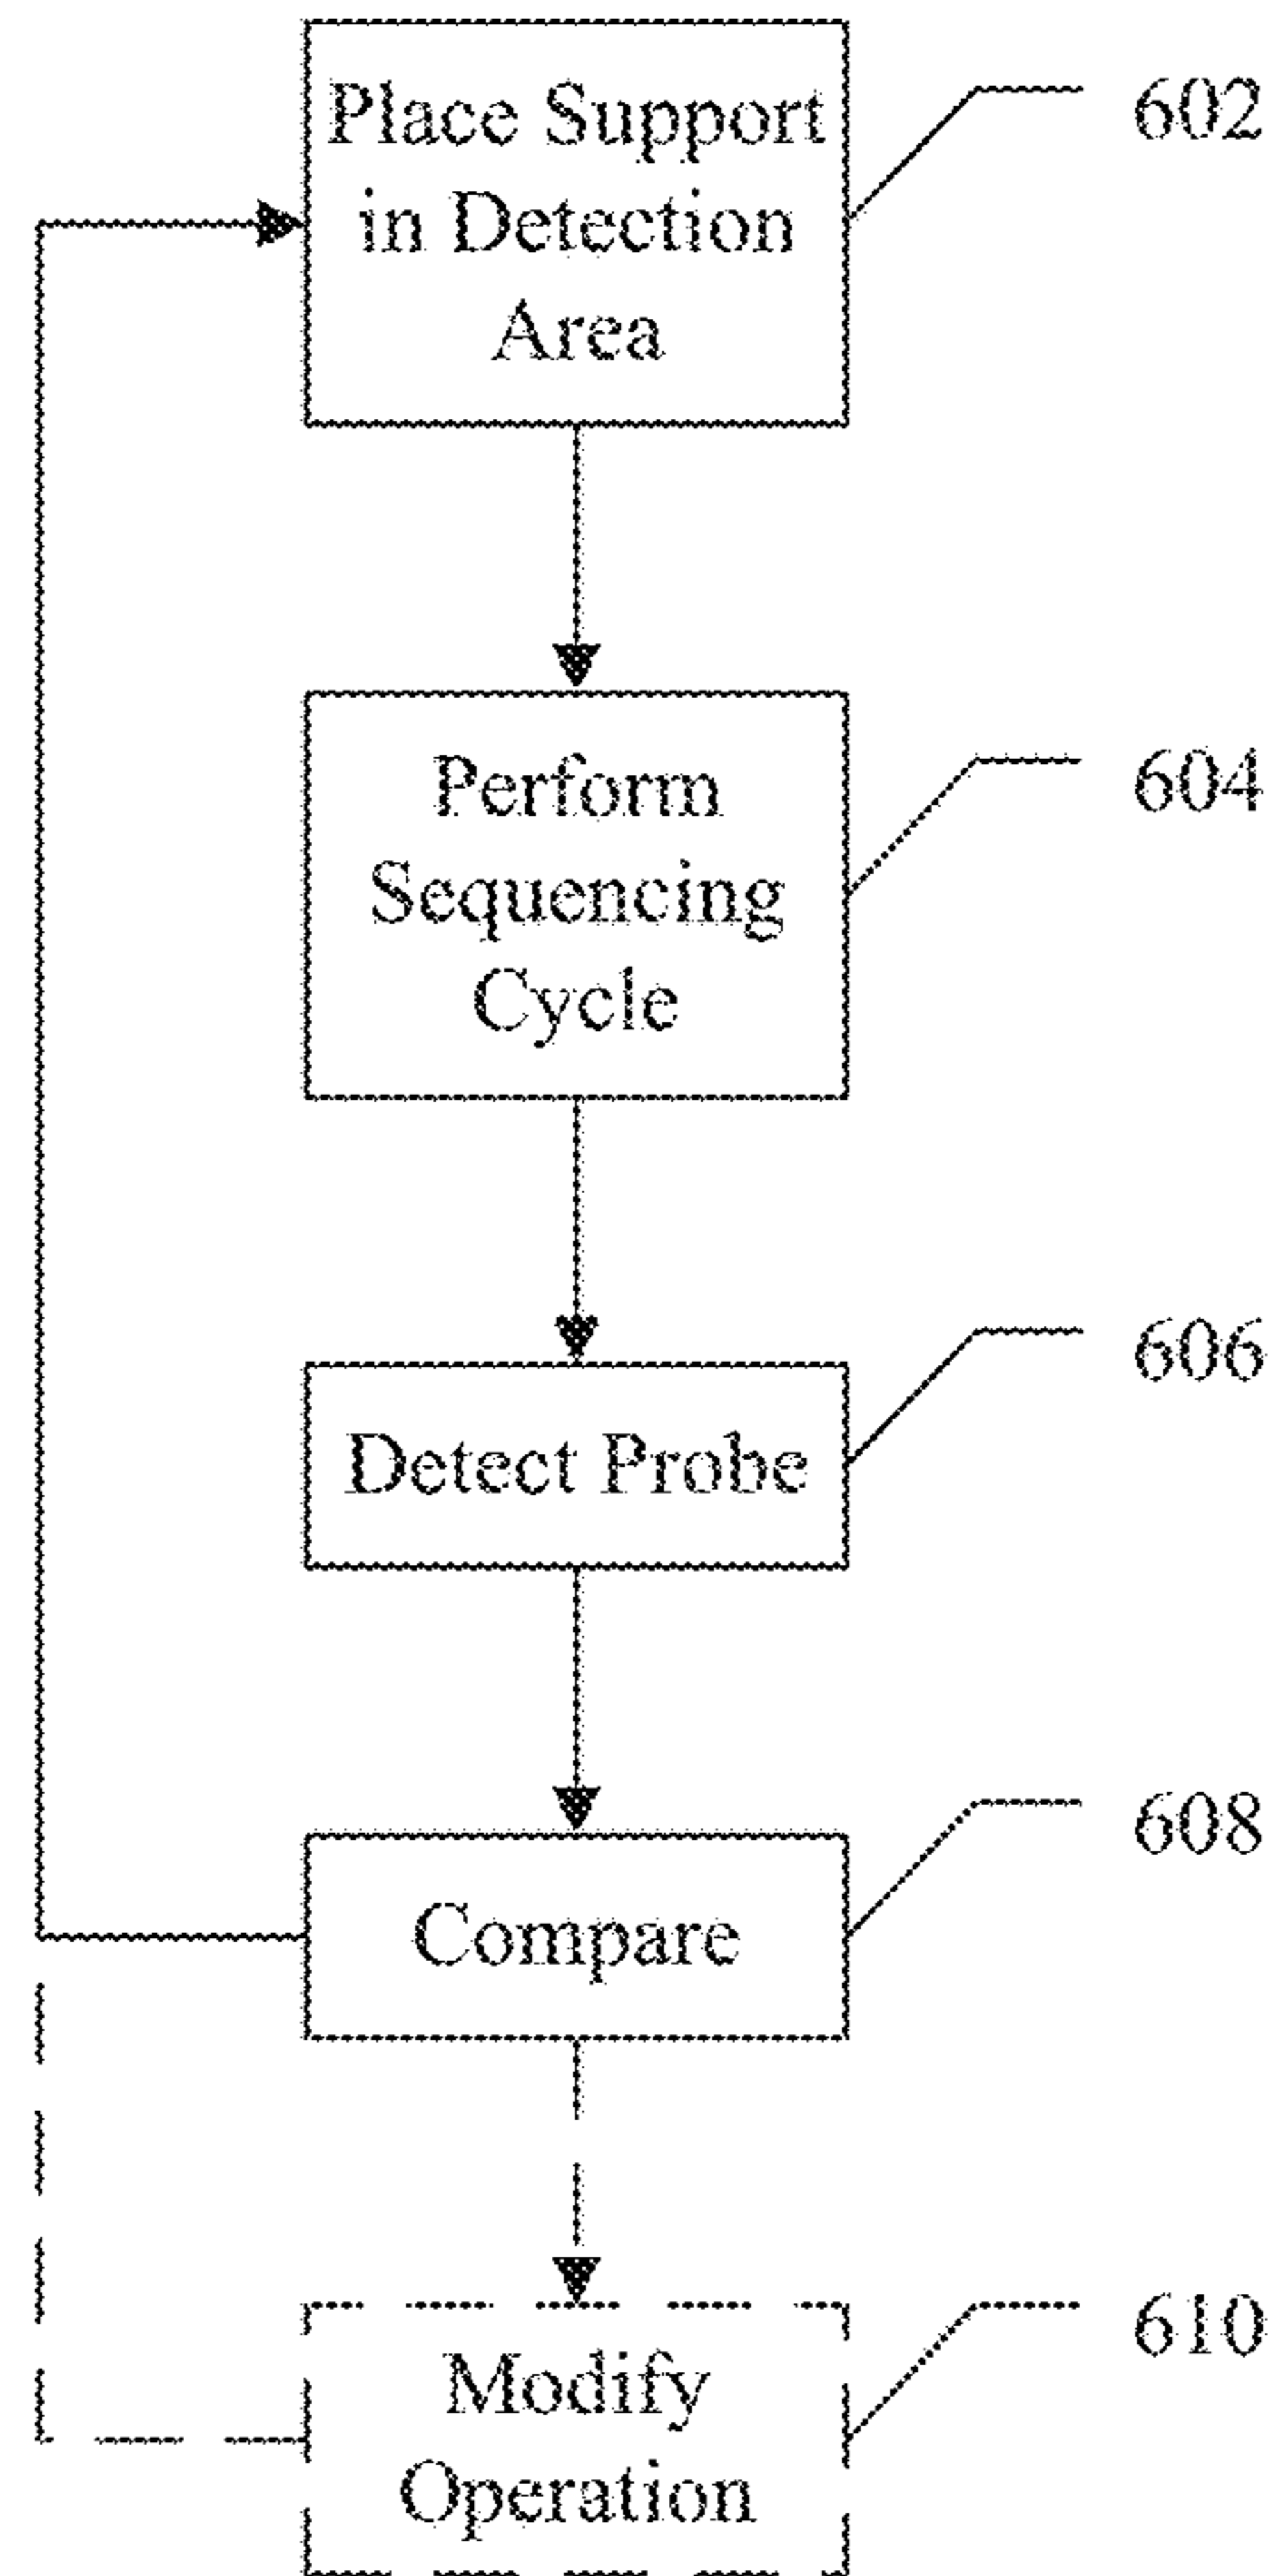 Place Support
in Detection
Area
602
Perform
Sequencing
Cycle
604
Detect Probe
606
Compare
608
Modify
Operation
610